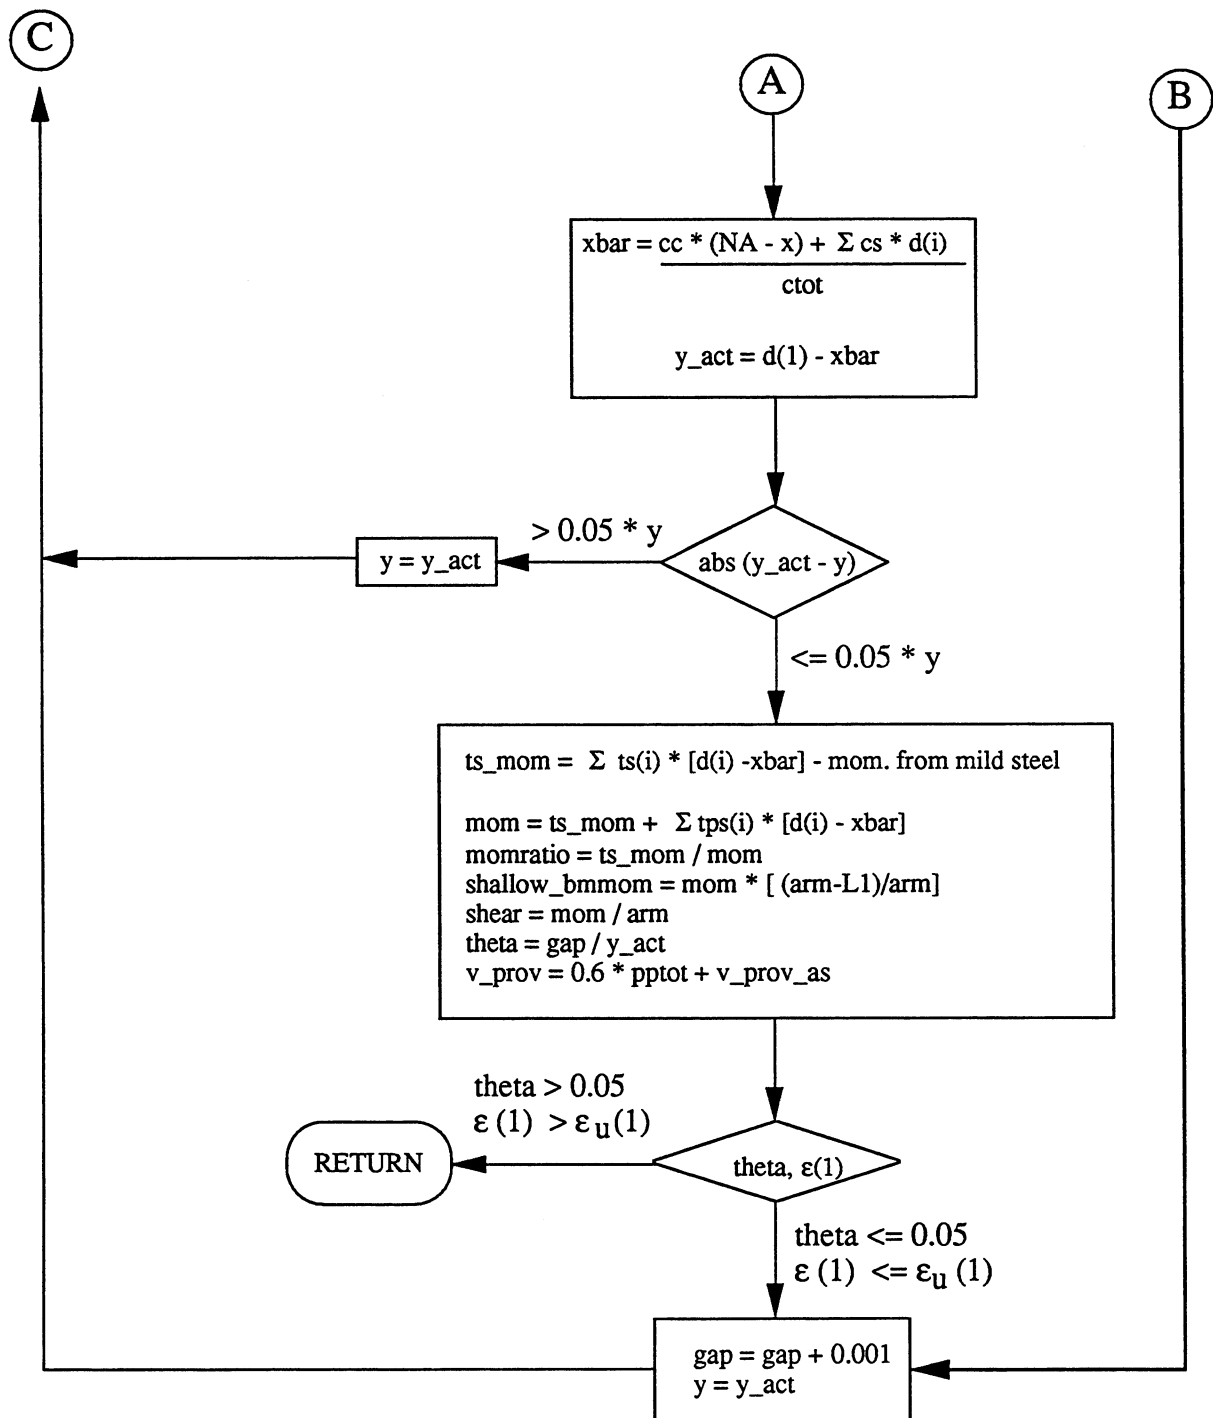 C
A
B
xbar = cc * (NA - x) + Σ cs * d(i)
ctot
y_act = d(1) - xbar
> 0.05 * y
y = y_act
abs (y_act - y)
<= 0.05 * y
ts_mom = Σ ts(i) * [d(i) -xbar] - mom. from mild steel
mom = ts_mom + Σ tps(i) * [d(i) - xbar]
momratio = ts_mom / mom
shallow_bmmom = mom * [ (arm-L1)/arm]
shear = mom / arm
theta = gap / y_act
v_prov = 0.6 * pptot + v_prov_as
theta > 0.05
ε (1) > εu(1)
RETURN
theta, ε(1)
theta <= 0.05
ε (1) <= εu (1)
gap = gap + 0.001
y = y_act